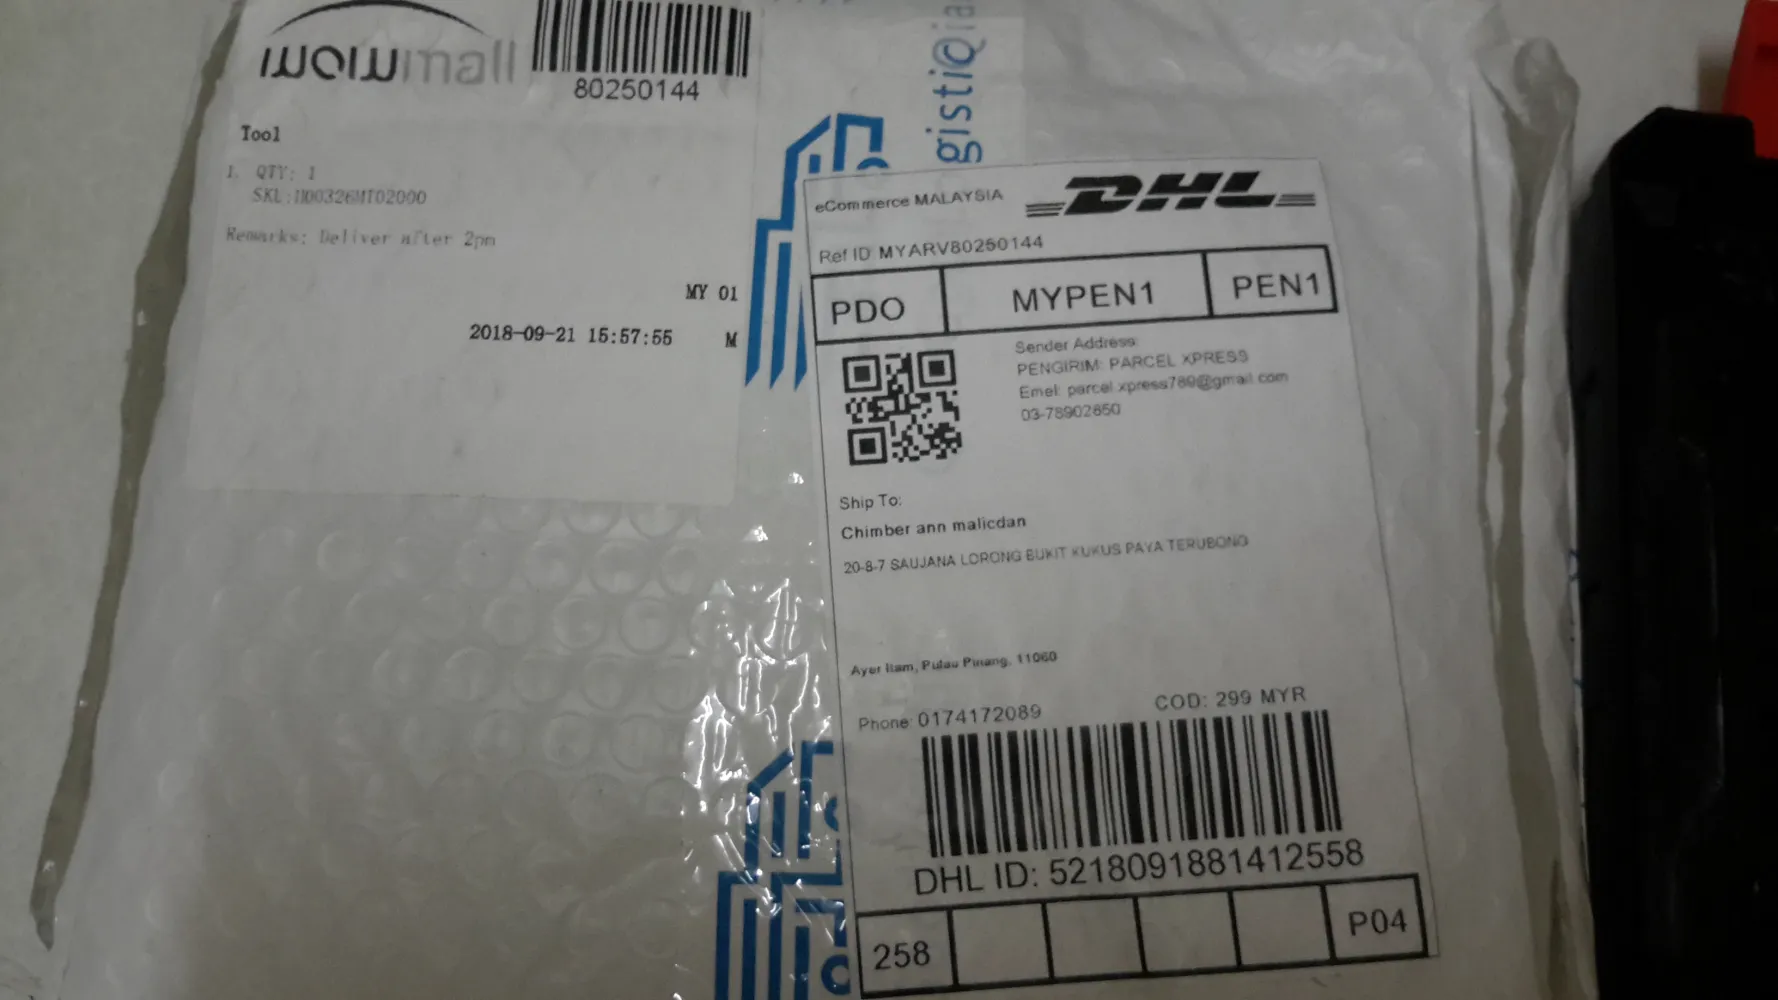 wowmall
80250144
Tool
1. QTY: 1
SKL:M00326MT02000
Remarks: Deliver after 2pm
MY 01
2018-09-21 15:57:55 M
eCommerce MALAYSIA
DHL
Ref ID MYARV80250144
PDO MYPEN1 PEN1
Sender Address:
PENGIRIM: PARCEL XPRESS
Emel: parcel.xpress789@gmail.com
03-78902650
Ship To:
Chimber ann malicdan
20-8-7 SAUJANA LORONG BUKIT KUKUS PAYA TERUBONG
Ayer Itam, Pulau Pinang, 11060
Phone: 0174172089
COD: 299 MYR
DHL ID: 5218091881412558
258 P04